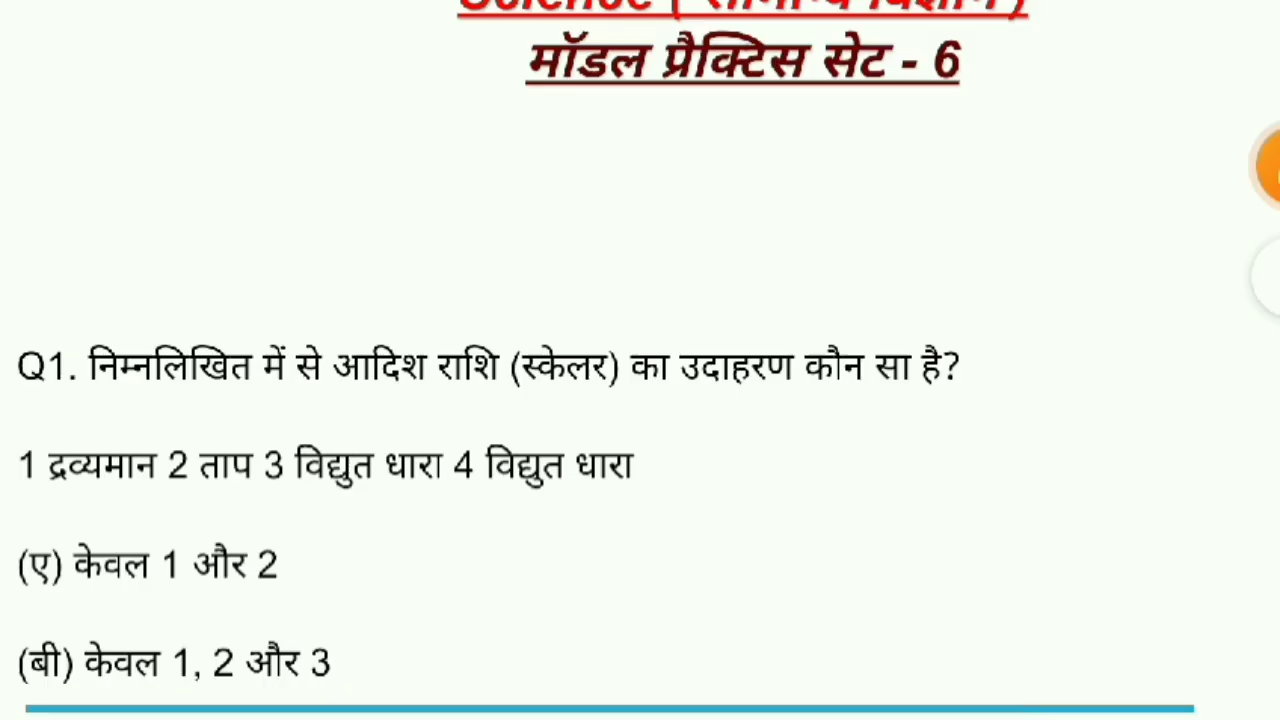 मॉडल प्रैक्टिस सेट - 6
Q1. निम्नलिखित में से आदिश राशि (स्केलर) का उदाहरण कौन सा है?
1 द्रव्यमान 2 ताप 3 विद्युत धारा 4 विद्युत धारा
(ए) केवल 1 और 2
(बी) केवल 1, 2 और 3